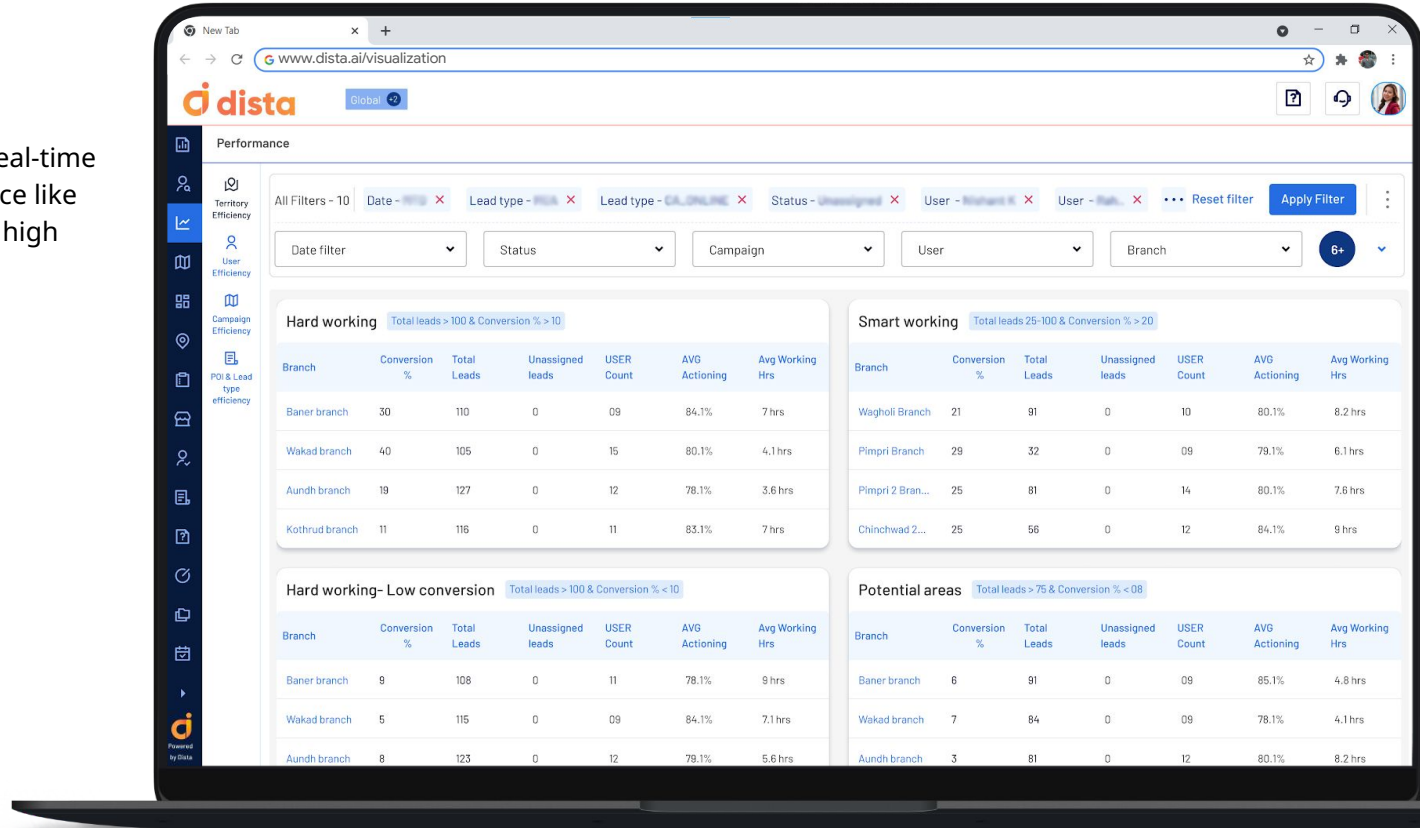 eal-time
ce like
high
New Tab
www.dista.ai/visualization
dista
Global +2
Performance
Territory
Efficiency
User
Efficiency
Campaign
Efficiency
POI & Lead
type
efficiency
All Filters - 10 Date - Lead type - Lead type - Status - User - User - Reset filter Apply Filter
Date filter Status Campaign User Branch 6+
Hard working Total leads > 100 & Conversion % > 10
Branch Conversion % Total Leads Unassigned leads USER Count AVG Actioning Avg Working Hrs
Baner branch 30 110 0 09 84.1% 7 hrs
Wakad branch 40 105 0 15 80.1% 4.1 hrs
Aundh branch 19 127 0 12 78.1% 3.6 hrs
Kothrud branch 11 116 0 11 83.1% 7 hrs
Smart working Total leads 25-100 & Conversion % > 20
Branch Conversion % Total Leads Unassigned leads USER Count AVG Actioning Avg Working Hrs
Wagholi Branch 21 91 0 10 80.1% 8.2 hrs
Pimpri Branch 29 32 0 09 79.1% 6.1 hrs
Pimpri 2 Bran... 25 81 0 14 80.1% 7.6 hrs
Chinchwad 2... 25 56 0 12 84.1% 9 hrs
Hard working- Low conversion Total leads > 100 & Conversion % < 10
Branch Conversion % Total Leads Unassigned leads USER Count AVG Actioning Avg Working Hrs
Baner branch 9 108 0 11 78.1% 9 hrs
Wakad branch 5 115 0 09 84.1% 7.1 hrs
Aundh branch 8 123 0 12 79.1% 5.6 hrs
Potential areas Total leads > 75 & Conversion % < 08
Branch Conversion % Total Leads Unassigned leads USER Count AVG Actioning Avg Working Hrs
Baner branch 6 91 0 09 85.1% 4.8 hrs
Wakad branch 7 84 0 09 78.1% 4.1 hrs
Aundh branch 3 81 0 12 80.1% 8.2 hrs
Powered
by Dista